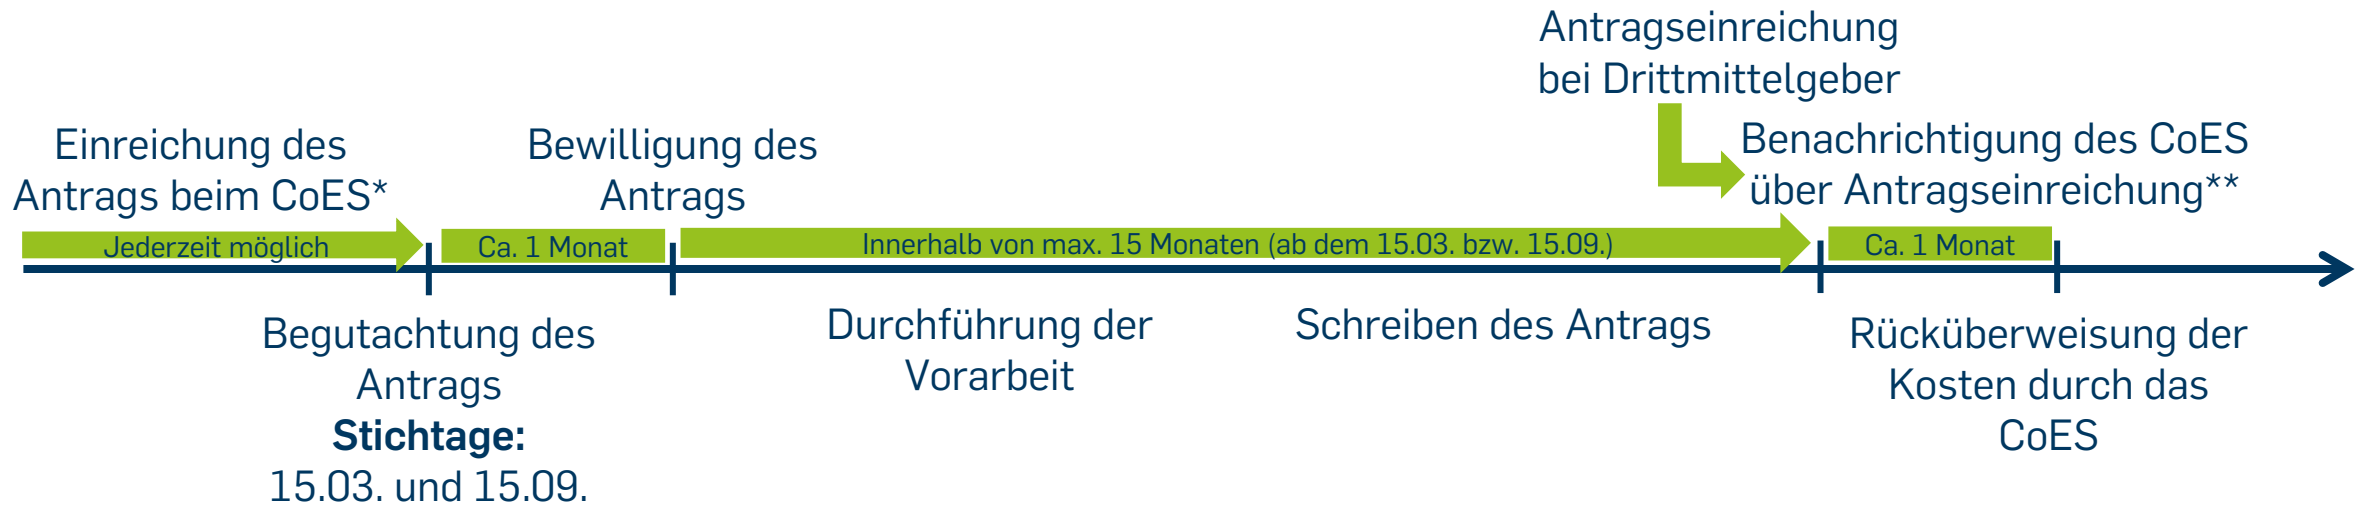 Antragseinreichung
bei Drittmittelgeber
Einreichung des
Antrags beim CoES*
Bewilligung des
Antrags
Benachrichtigung des CoES
über Antragseinreichung**
Jederzeit möglich
Ca. 1 Monat
Innerhalb von max. 15 Monaten (ab dem 15.03. bzw. 15.09.)
Ca. 1 Monat
Begutachtung des
Antrags
Stichtage:
15.03. und 15.09.
Durchführung der
Vorarbeit
Schreiben des Antrags
Rücküberweisung der
Kosten durch das
CoES